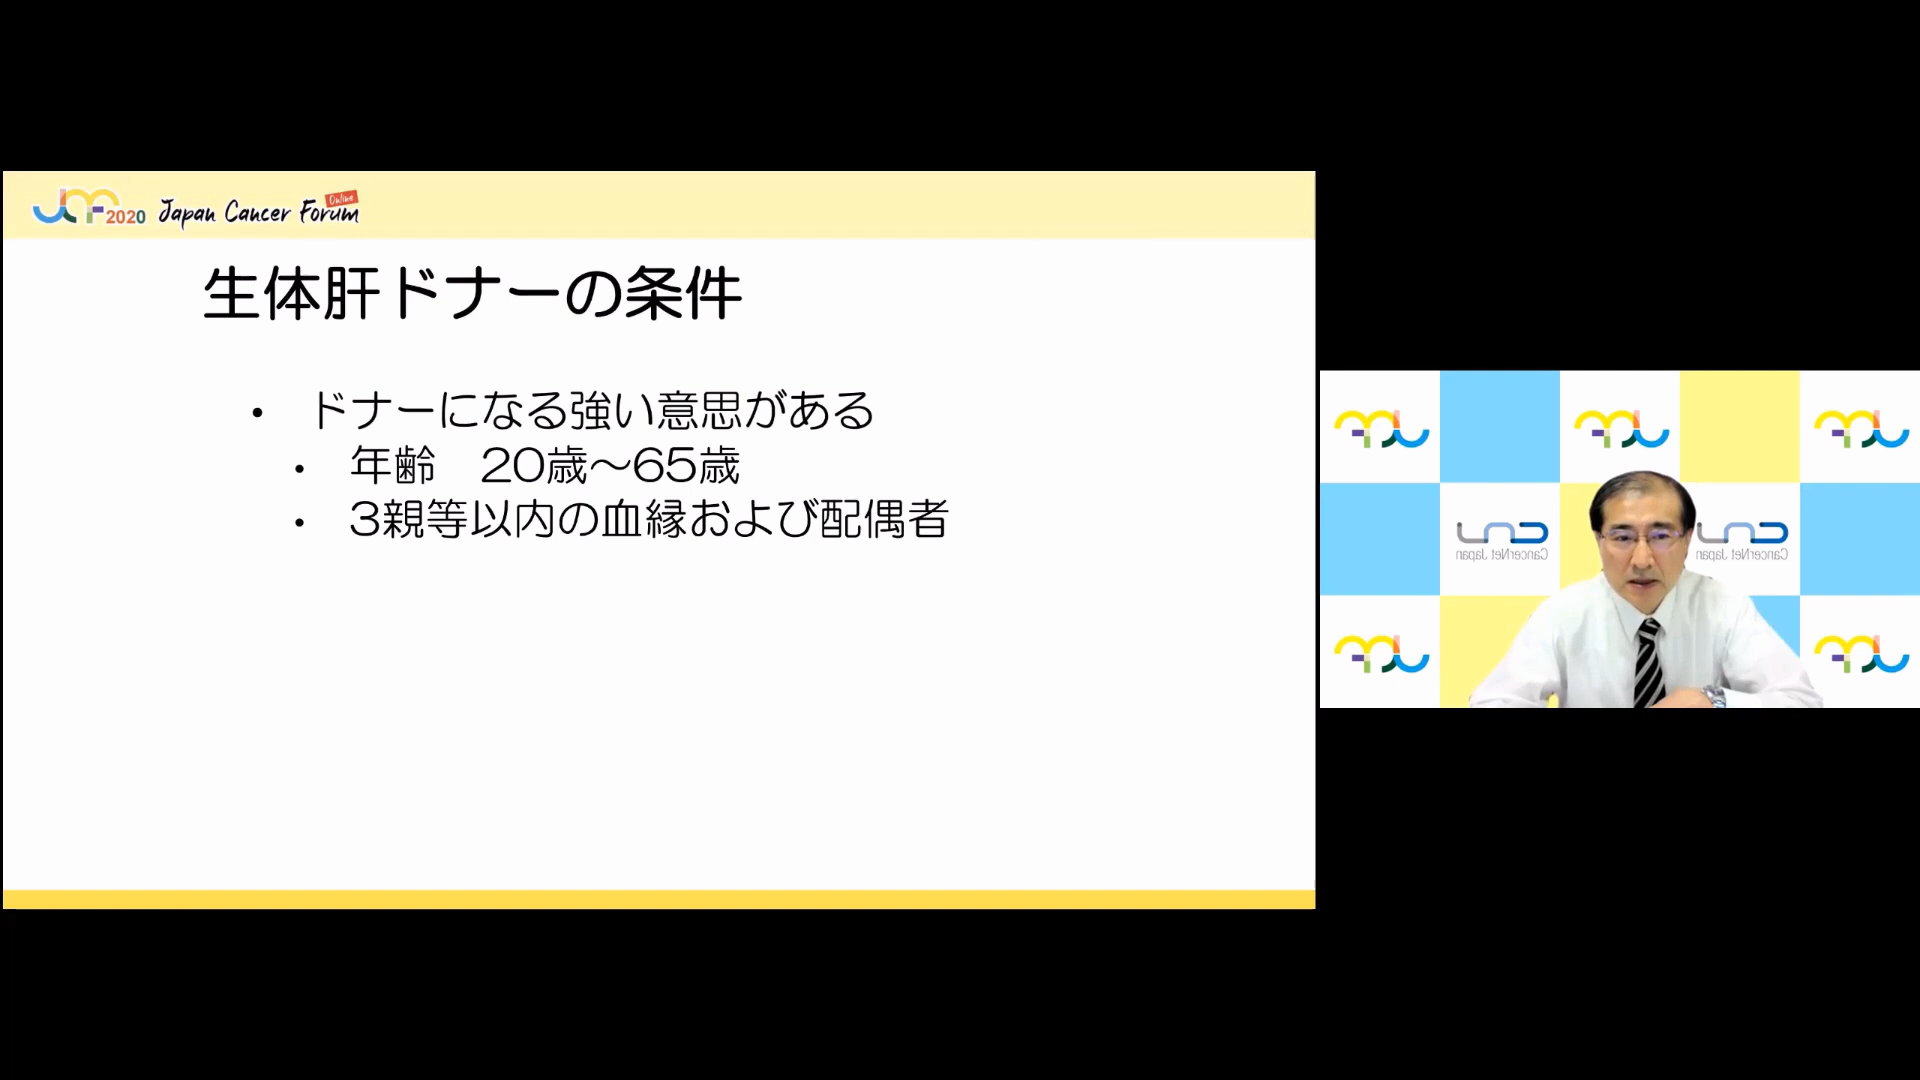 JCF2020 Japan Cancer Forum Online
生体肝ドナーの条件
• ドナーになる強い意思がある
• 年齢　20歳～65歳
• 3親等以内の血縁および配偶者
CancerNet Japan
CancerNet Japan